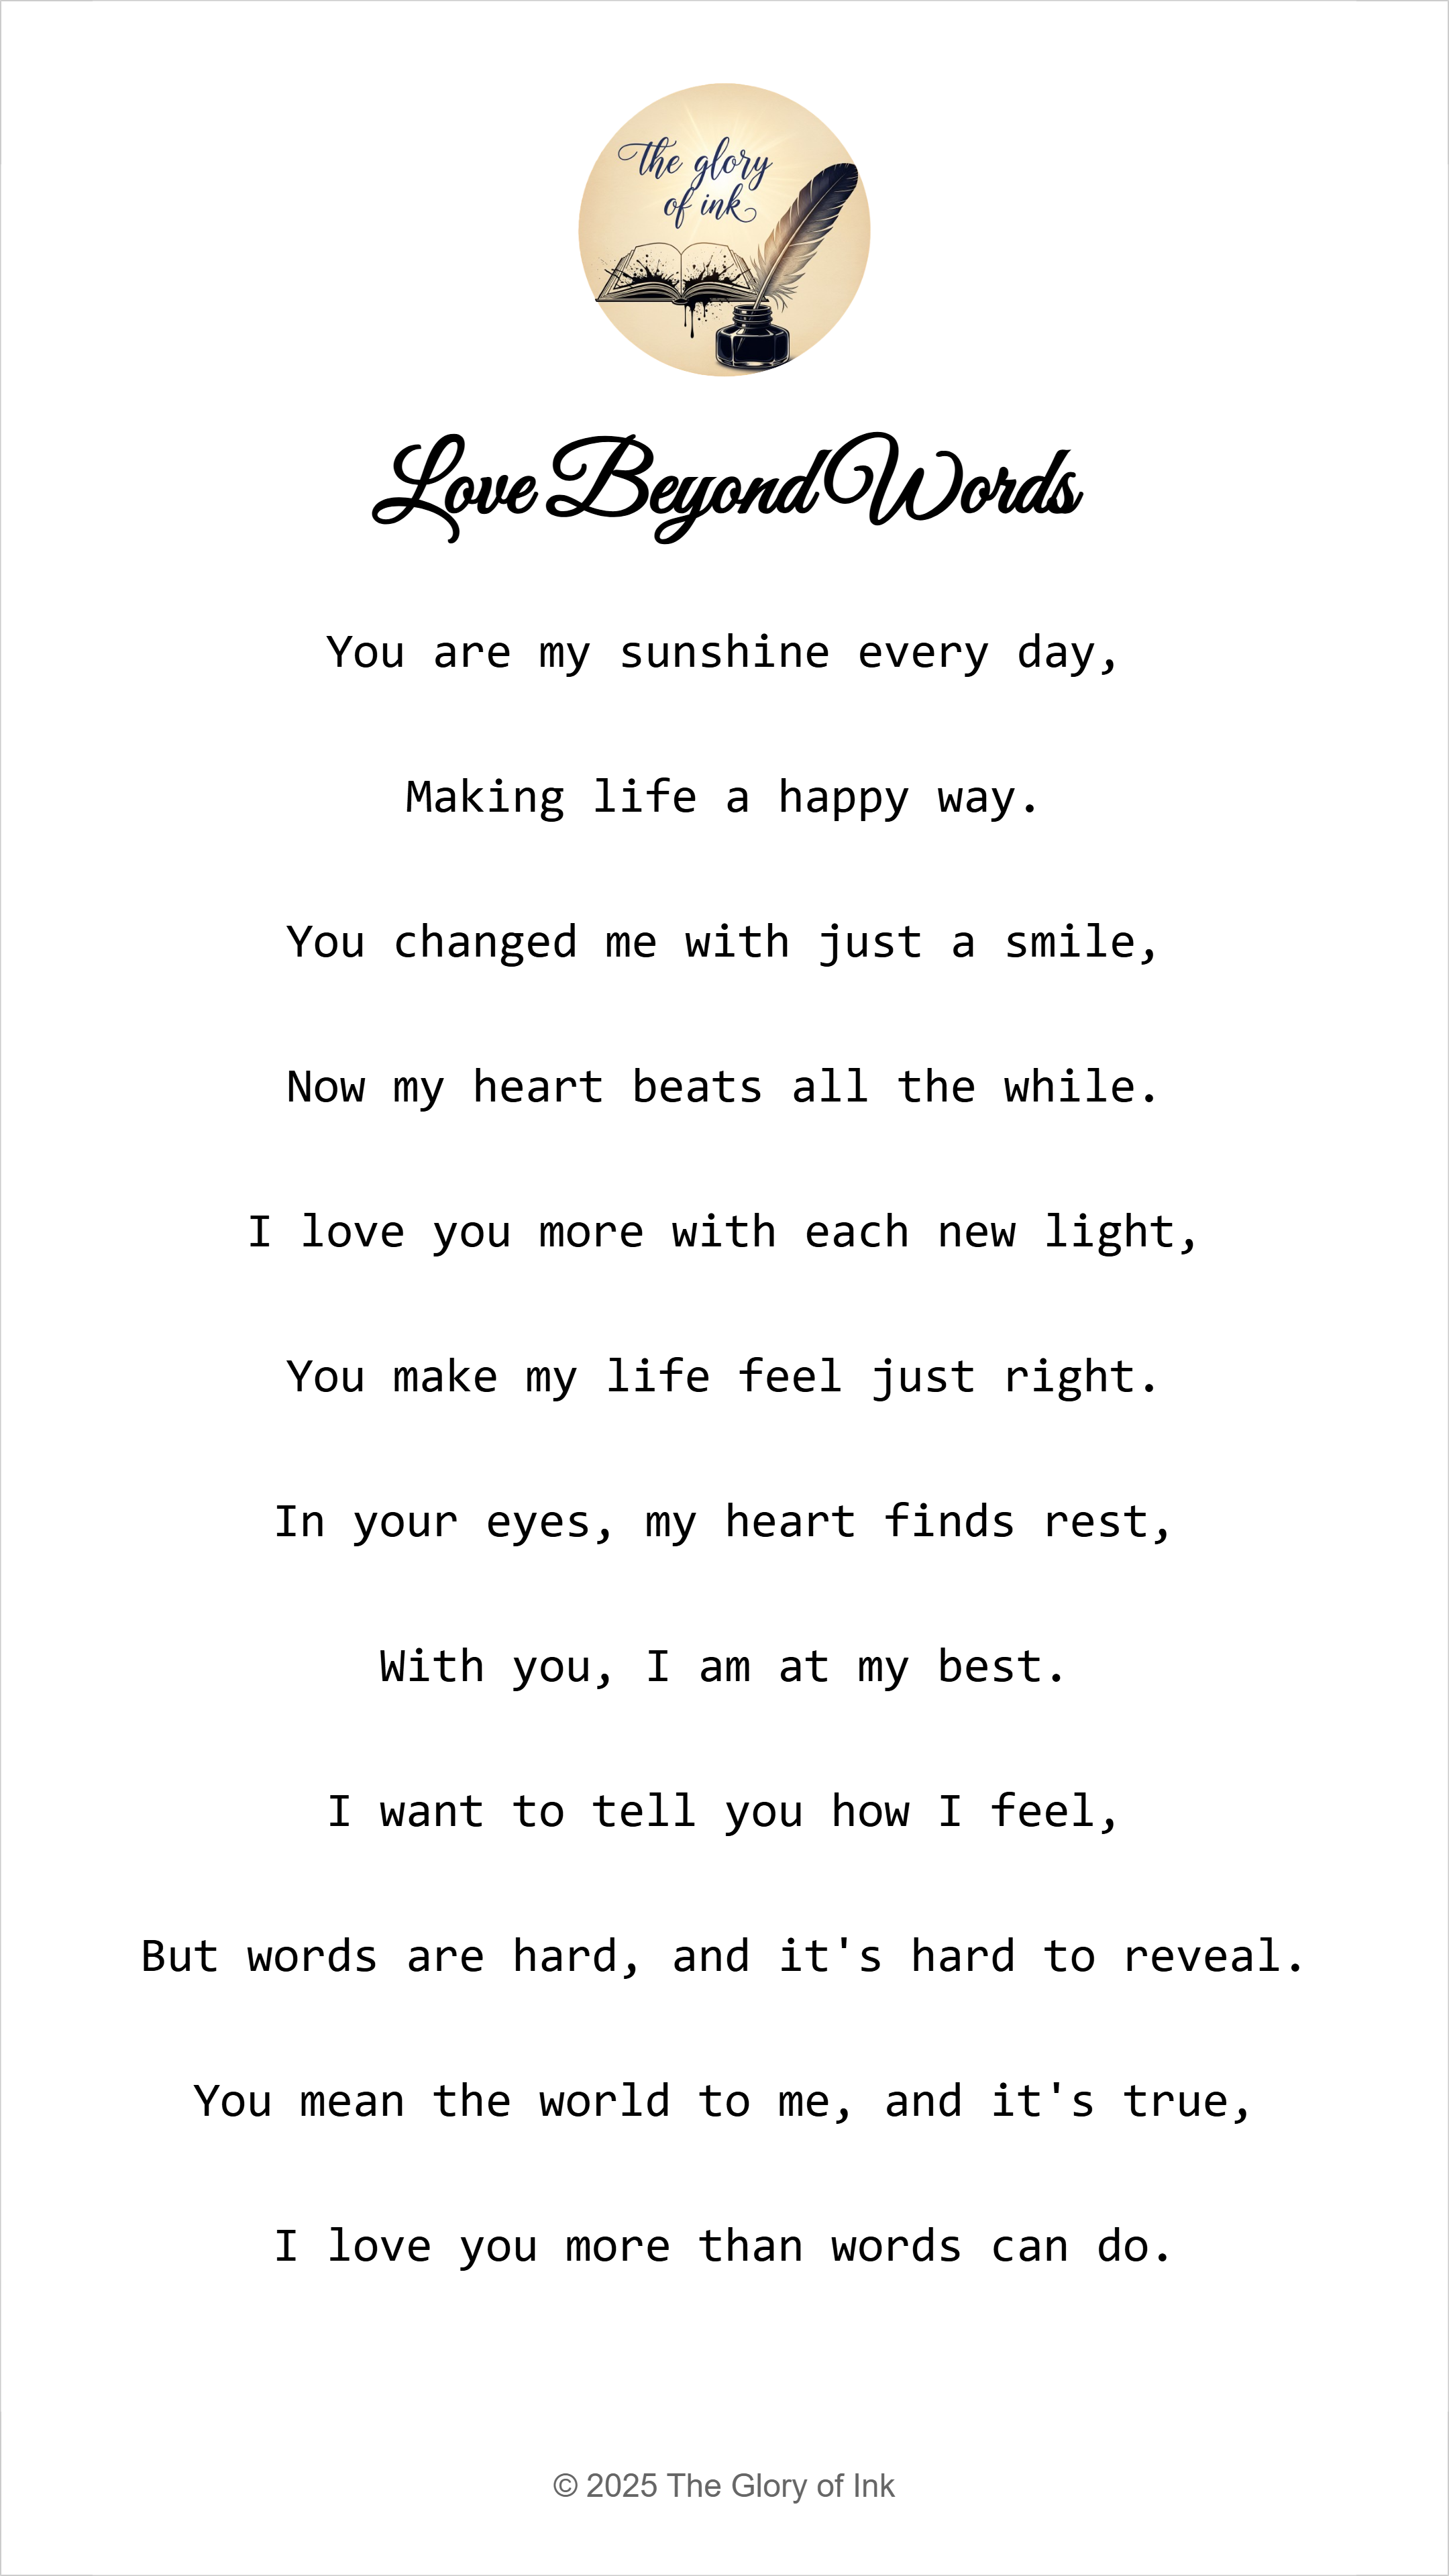 the glory
of ink
Love Beyond Words
You are my sunshine every day,
Making life a happy way.
You changed me with just a smile,
Now my heart beats all the while.
I love you more with each new light,
You make my life feel just right.
In your eyes, my heart finds rest,
With you, I am at my best.
I want to tell you how I feel,
But words are hard, and it's hard to reveal.
You mean the world to me, and it's true,
I love you more than words can do.
© 2025 The Glory of Ink